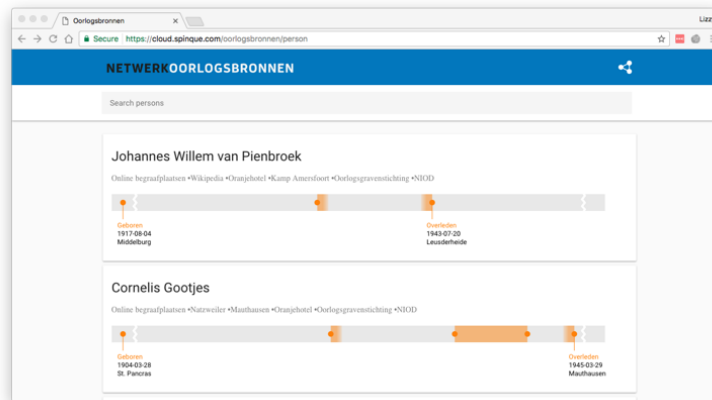 Oorlogsbronnen
Lizz
Secure https://cloud.spinque.com/oorlogsbronnen/person
NETWERKOORLOGSBRONNEN
Search persons
Johannes Willem van Pienbroek
Online begraafplaatsen •Wikipedia •Oranjehotel •Kamp Amersfoort •Oorlogsgravenstichting •NIOD
Geboren
1917-08-04
Middelburg
Overleden
1943-07-20
Leusderheide
Cornelis Gootjes
Online begraafplaatsen •Natzweiler •Mauthausen •Oranjehotel •Oorlogsgravenstichting •NIOD
Geboren
1904-03-28
St. Pancras
Overleden
1945-03-29
Mauthausen